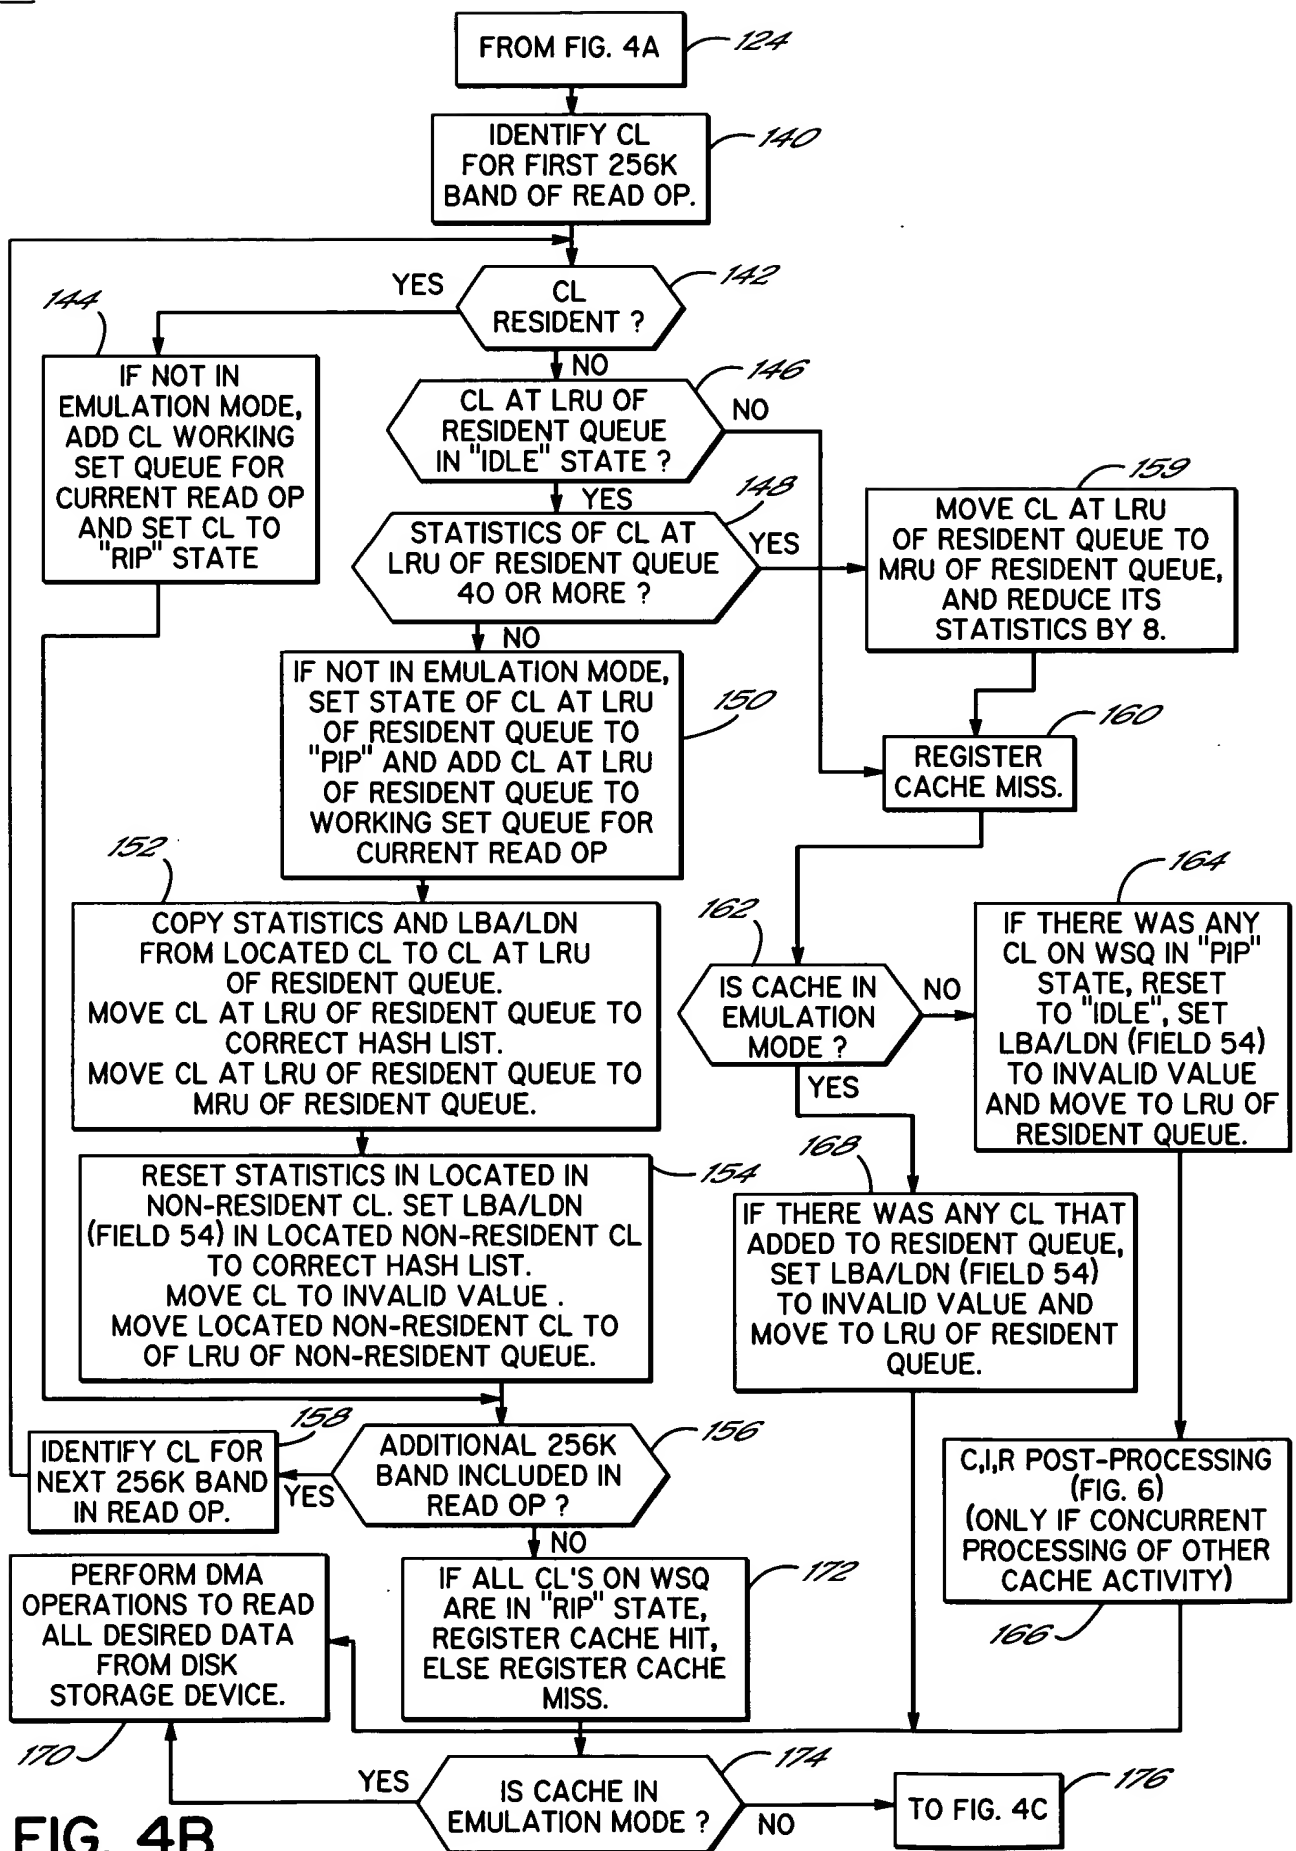 FROM FIG. 4A
124
IDENTIFY CL
FOR FIRST 256K
BAND OF READ OP.
140
YES
142
CL
RESIDENT ?
NO
144
IF NOT IN
EMULATION MODE,
ADD CL WORKING
SET QUEUE FOR
CURRENT READ OP
AND SET CL TO
"RIP" STATE
146
CL AT LRU OF
RESIDENT QUEUE
IN "IDLE" STATE ?
NO
YES
148
STATISTICS OF CL AT
LRU OF RESIDENT QUEUE
40 OR MORE ?
YES
NO
159
MOVE CL AT LRU
OF RESIDENT QUEUE TO
MRU OF RESIDENT QUEUE,
AND REDUCE ITS
STATISTICS BY 8.
IF NOT IN EMULATION MODE,
SET STATE OF CL AT LRU
OF RESIDENT QUEUE TO
"PIP" AND ADD CL AT LRU
OF RESIDENT QUEUE TO
WORKING SET QUEUE FOR
CURRENT READ OP
150
160
REGISTER
CACHE MISS.
152
COPY STATISTICS AND LBA/LDN
FROM LOCATED CL TO CL AT LRU
OF RESIDENT QUEUE.
MOVE CL AT LRU OF RESIDENT QUEUE TO
CORRECT HASH LIST.
MOVE CL AT LRU OF RESIDENT QUEUE TO
MRU OF RESIDENT QUEUE.
162
IS CACHE IN
EMULATION
MODE ?
NO
YES
164
IF THERE WAS ANY
CL ON WSQ IN "PIP"
STATE, RESET
TO "IDLE", SET
LBA/LDN (FIELD 54)
TO INVALID VALUE
AND MOVE TO LRU OF
RESIDENT QUEUE.
RESET STATISTICS IN LOCATED IN
NON-RESIDENT CL. SET LBA/LDN
(FIELD 54) IN LOCATED NON-RESIDENT CL
TO CORRECT HASH LIST.
MOVE CL TO INVALID VALUE .
MOVE LOCATED NON-RESIDENT CL TO
OF LRU OF NON-RESIDENT QUEUE.
154
168
IF THERE WAS ANY CL THAT
ADDED TO RESIDENT QUEUE,
SET LBA/LDN (FIELD 54)
TO INVALID VALUE AND
MOVE TO LRU OF RESIDENT
QUEUE.
158
IDENTIFY CL FOR
NEXT 256K BAND
IN READ OP.
YES
ADDITIONAL 256K
BAND INCLUDED IN
READ OP ?
156
NO
C,I,R POST-PROCESSING
(FIG. 6)
(ONLY IF CONCURRENT
PROCESSING OF OTHER
CACHE ACTIVITY)
166
PERFORM DMA
OPERATIONS TO READ
ALL DESIRED DATA
FROM DISK
STORAGE DEVICE.
170
IF ALL CL'S ON WSQ
ARE IN "RIP" STATE,
REGISTER CACHE HIT,
ELSE REGISTER CACHE
MISS.
172
YES
IS CACHE IN
EMULATION MODE ?
174
NO
TO FIG. 4C
176
FIG. 4B